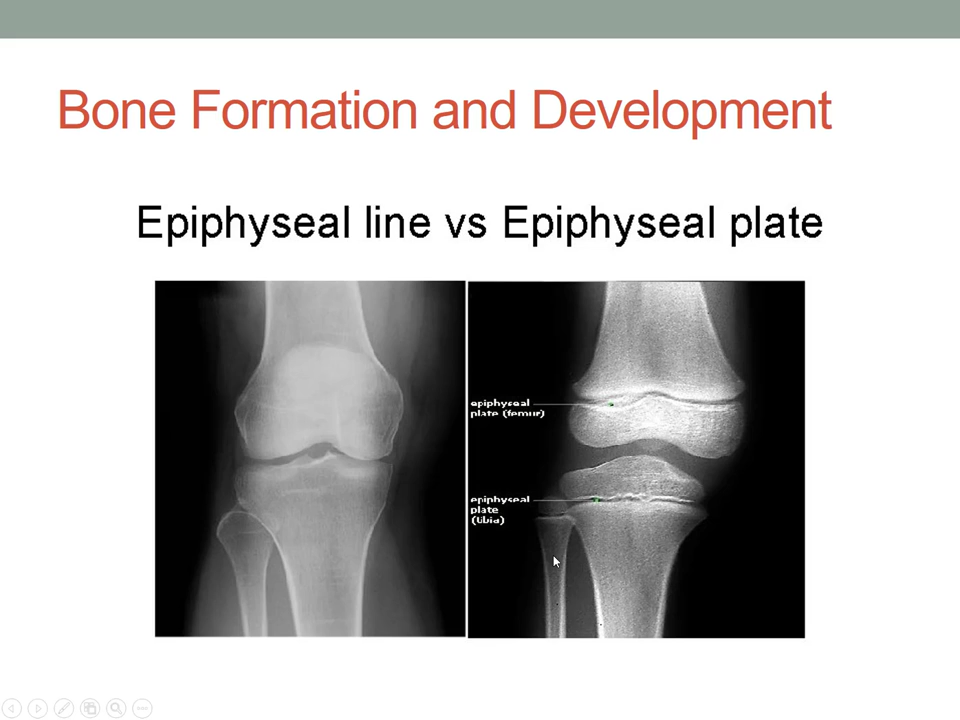 Bone Formation and Development
Epiphyseal line vs Epiphyseal plate
epiphyseal
plate (femur)
epiphyseal
plate
(tibia)